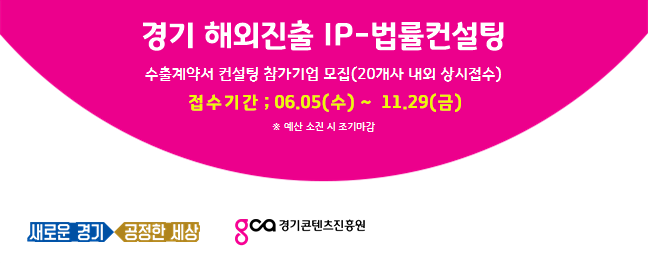 경기 해외진출 IP-법률컨설팅
수출계약서 컨설팅 참가기업 모집(20개사 내외 상시접수)
접수기간 ; 06.05(수) ~ 11.29(금)
※ 예산 소진 시 조기마감
새로운 경기 공정한 세상
gca 경기콘텐츠진흥원